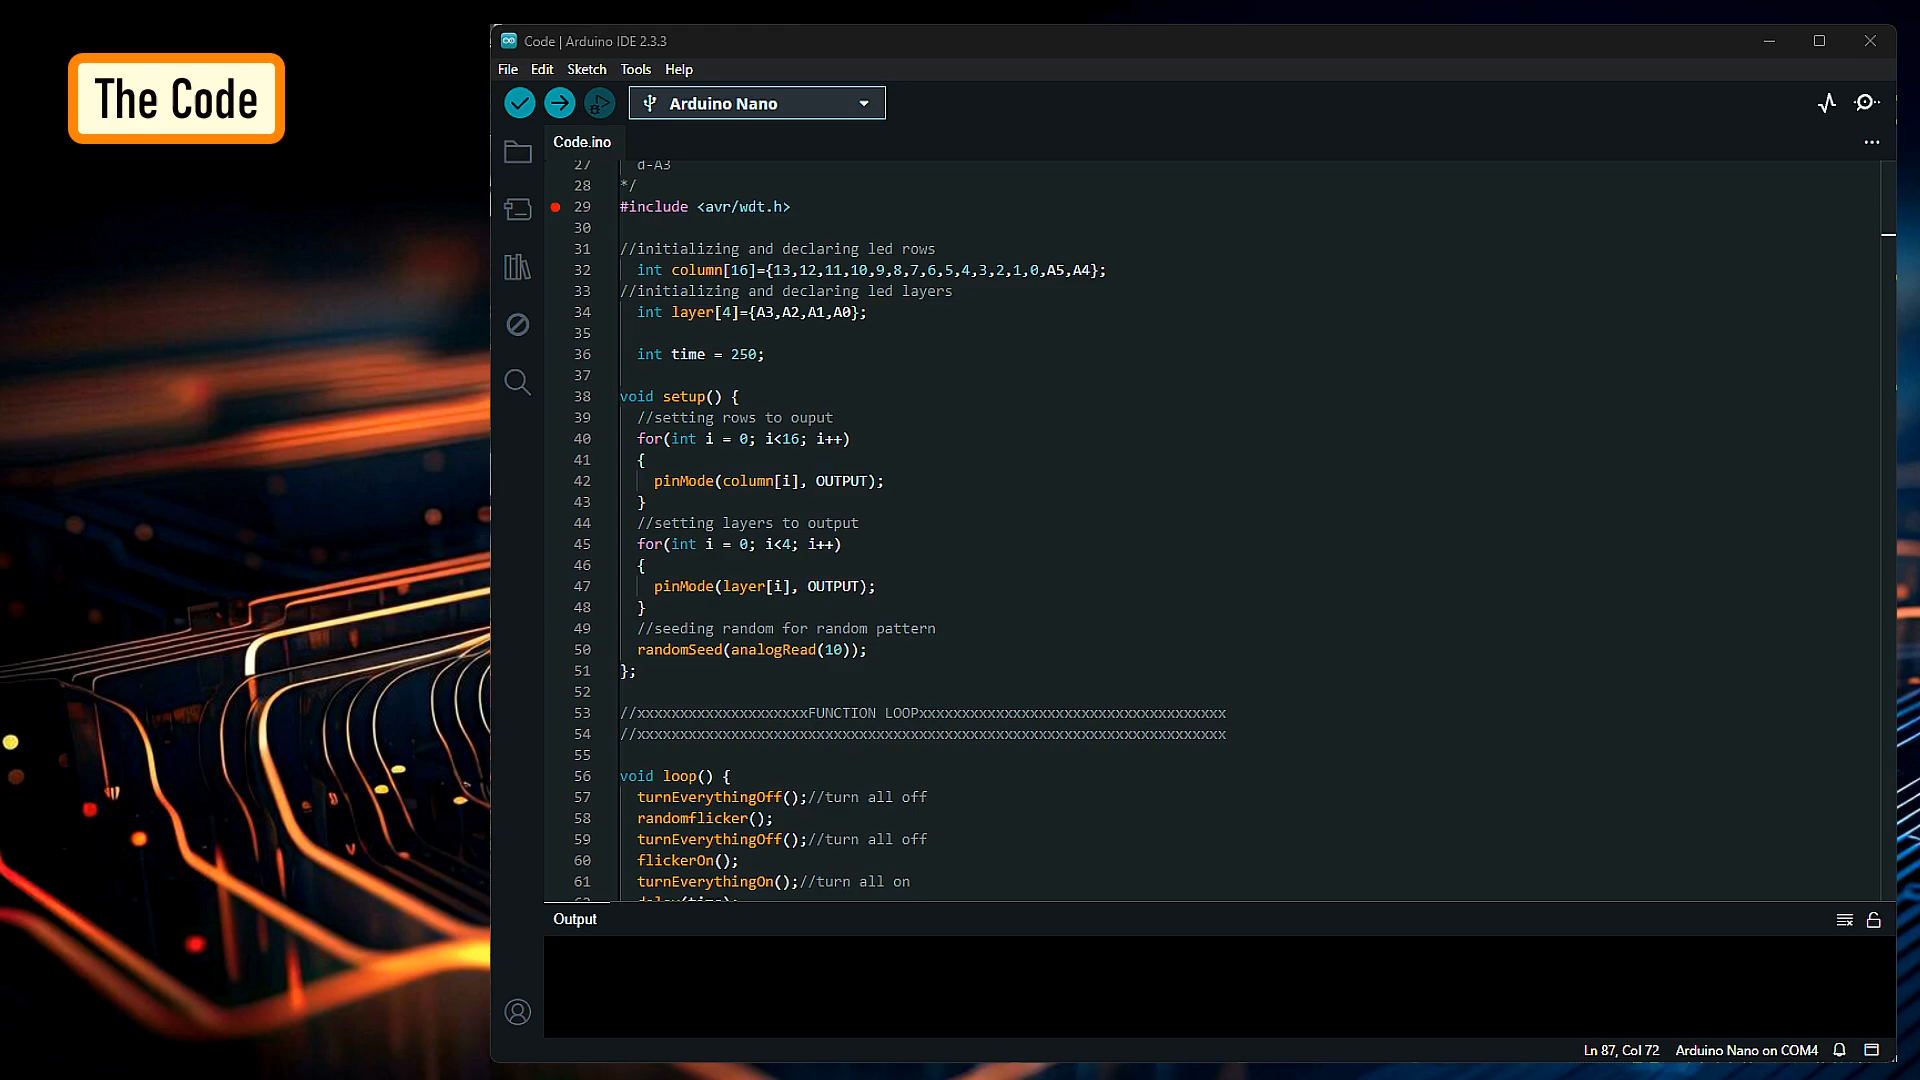 The Code
Code | Arduino IDE 2.3.3
File Edit Sketch Tools Help
Arduino Nano
Code.ino
27 d-A3
28 */
29 #include <avr/wdt.h>
30
31 //initializing and declaring led rows
32 int column[16]={13,12,11,10,9,8,7,6,5,4,3,2,1,0,A5,A4};
33 //initializing and declaring led layers
34 int layer[4]={A3,A2,A1,A0};
35
36 int time = 250;
37
38 void setup() {
39 //setting rows to ouput
40 for(int i = 0; i<16; i++)
41 {
42 pinMode(column[i], OUTPUT);
43 }
44 //setting layers to output
45 for(int i = 0; i<4; i++)
46 {
47 pinMode(layer[i], OUTPUT);
48 }
49 //seeding random for random pattern
50 randomSeed(analogRead(10));
51 };
52
53 //xxxxxxxxxxxxxxxxxxxxFUNCTION LOOPxxxxxxxxxxxxxxxxxxxxxxxxxxxxxxxxxxxx
54 //xxxxxxxxxxxxxxxxxxxxxxxxxxxxxxxxxxxxxxxxxxxxxxxxxxxxxxxxxxxxxxxxxxxxx
55
56 void loop() {
57 turnEverythingOff();//turn all off
58 randomflicker();
59 turnEverythingOff();//turn all off
60 flickerOn();
61 turnEverythingOn();//turn all on
62 delay(time);
Output
Ln 87, Col 72 Arduino Nano on COM4